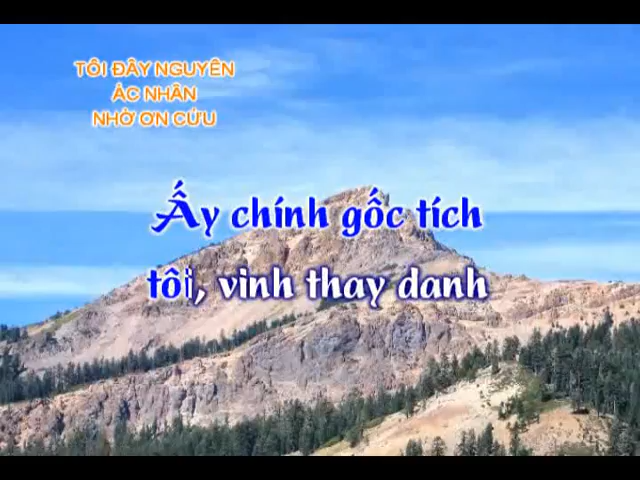 TÔI ĐÂY NGUYÊN
ÁC NHÂN
NHỜ ƠN CỨU
Ấy chính gốc tích
tôi, vinh thay danh